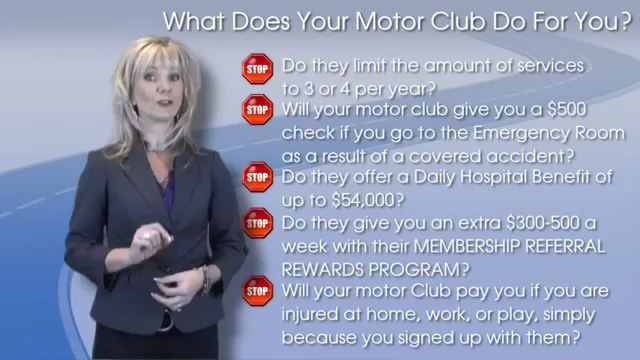 What Does Your Motor Club Do For You?
STOP Do they limit the amount of services
to 3 or 4 per year?
STOP Will your motor club give you a $500
check if you go to the Emergency Room
as a result of a covered accident?
STOP Do they offer a Daily Hospital Benefit of
up to $54,000?
STOP Do they give you an extra $300-500 a
week with their MEMBERSHIP REFERRAL
REWARDS PROGRAM?
STOP Will your motor Club pay you if you are
injured at home, work, or play, simply
because you signed up with them?